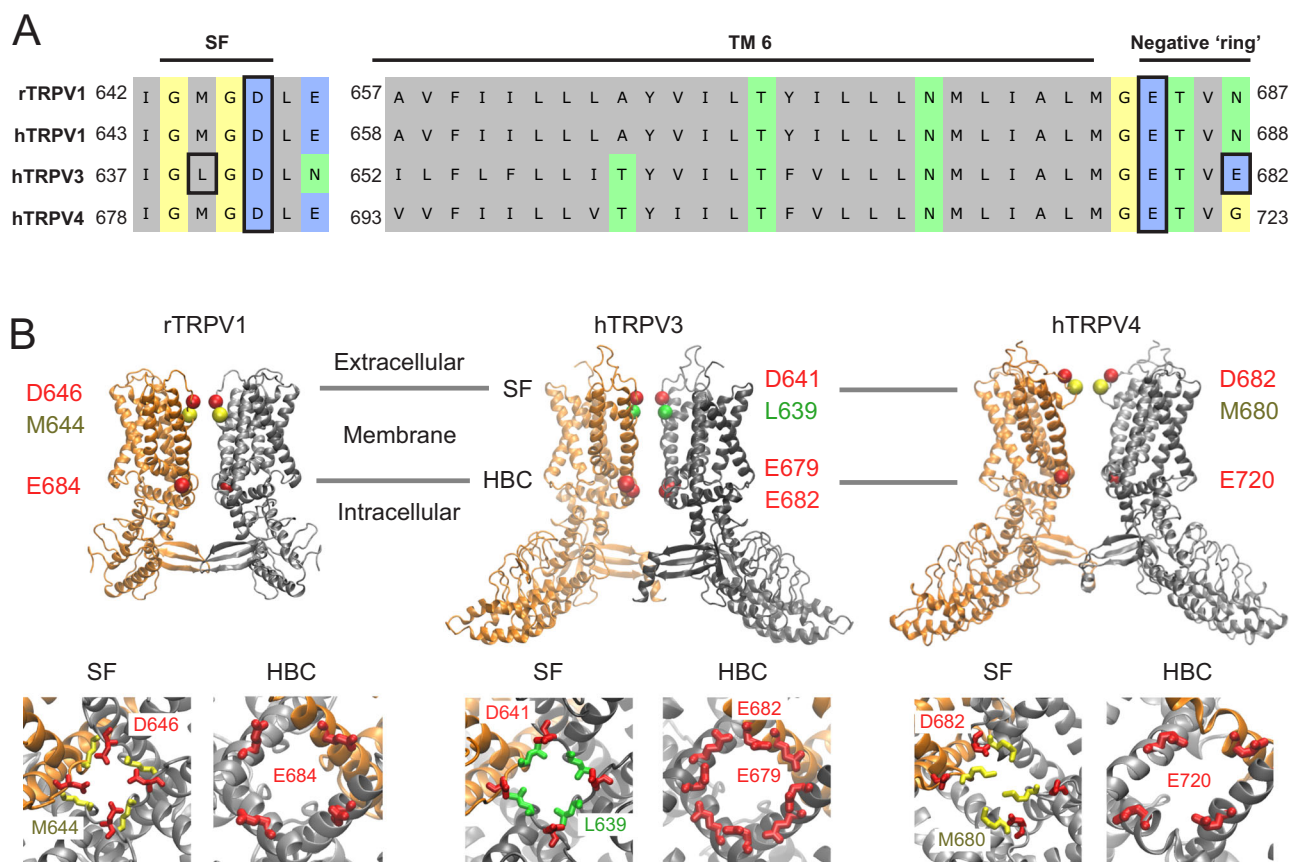 A
SF TM 6 Negative 'ring'
rTRPV1 642 I G M G D L E 657 A V F I I L L L A Y V I L T Y I L L L N M L I A L M G E T V N 687
hTRPV1 643 I G M G D L E 658 A V F I I L L L A Y V I L T Y I L L L N M L I A L M G E T V N 688
hTRPV3 637 I G L G D L N 652 I L F L F L L I T Y V I L T F V L L L N M L I A L M G E T V E 682
hTRPV4 678 I G M G D L E 693 V V F I I L L V T Y I I L T F V L L L N M L I A L M G E T V G 723
B
rTRPV1 hTRPV3 hTRPV4
Extracellular
D646 SF D641 D682
M644 L639 M680
Membrane
E684 HBC E679 E720
E682
Intracellular
SF HBC SF HBC SF HBC
D646 D641 E682 D682
E684 E679 E720
M644 L639 M680